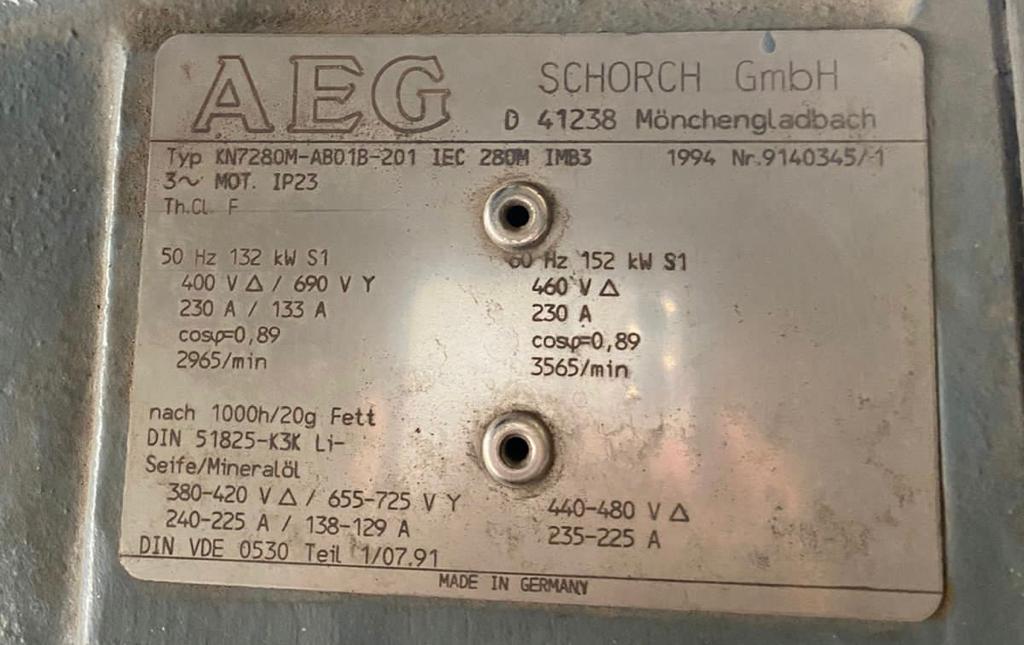 AEG SCHORCH GmbH
D 41238 Mönchengladbach
Typ KN7280M-AB01B-201 IEC 280M IMB3 1994 Nr.9140345/1
3~ MOT. IP23
Th.Cl. F
50 Hz 132 kW S1 60 Hz 152 kW S1
400 V Δ / 690 V Y 460 V Δ
230 A / 133 A 230 A
cosφ=0,89 cosφ=0,89
2965/min 3565/min
nach 1000h/20g Fett
DIN 51825-K3K Li-
Seife/Mineralöl
380-420 V Δ / 655-725 V Y 440-480 V Δ
240-225 A / 138-129 A 235-225 A
DIN VDE 0530 Teil 1/07.91
MADE IN GERMANY